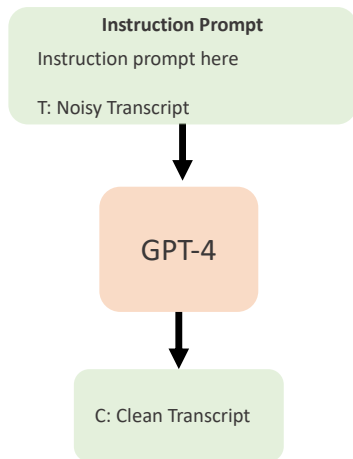 Instruction Prompt
Instruction prompt here
T: Noisy Transcript
GPT-4
C: Clean Transcript